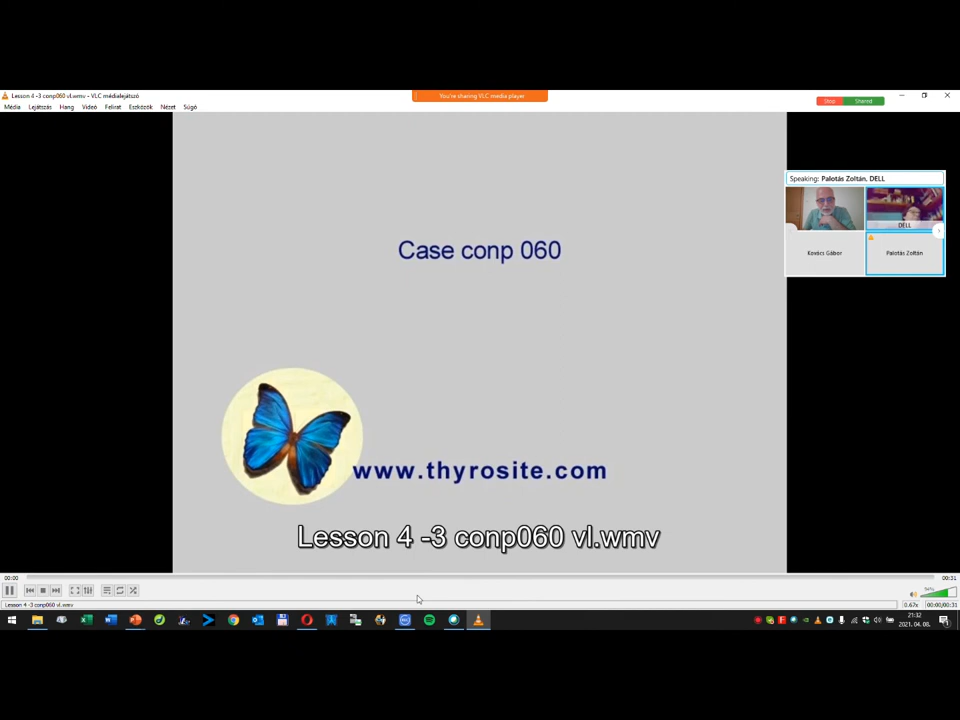 Lesson 4 -3 conp060 vl.wmv - VLC médialejátszó
You're sharing VLC media player
Média Lejátszás Hang Videó Felirat Eszközök Nézet Súgó
Stop Shared
Speaking: Palotás Zoltán, DELL
DELL
Kovács Gábor
Palotás Zoltán
Case conp 060
www.thyrosite.com
Lesson 4 -3 conp060 vl.wmv
00:00
00:31
94%
Lesson 4 -3 conp060 vl.wmv
0.67x 00:00/00:31
21:32
2021. 04. 08.